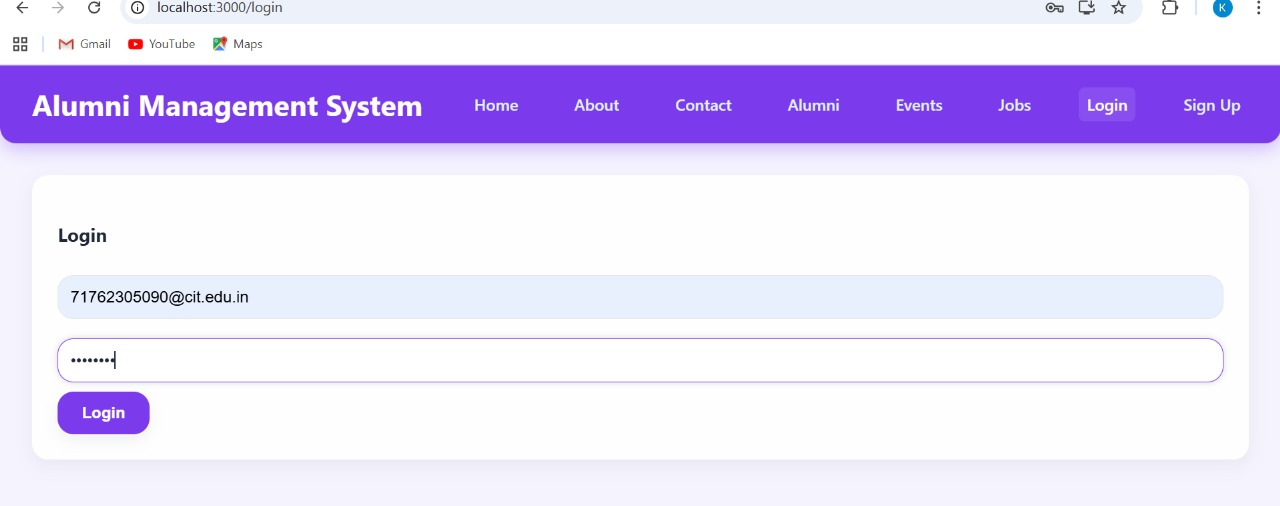 localhost:3000/login
K
Gmail YouTube Maps
Alumni Management System Home About Contact Alumni Events Jobs Login Sign Up
Login
71762305090@cit.edu.in
••••••••
Login